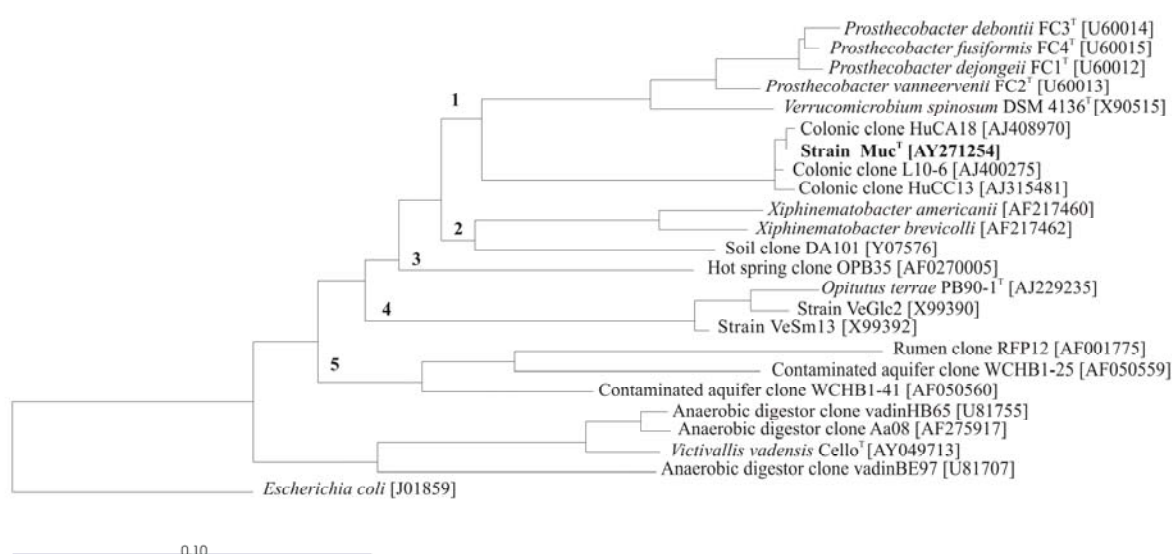 Prosthecobacter debontii FC3ᵀ [U60014]
Prosthecobacter fusiformis FC4ᵀ [U60015]
Prosthecobacter dejongeii FC1ᵀ [U60012]
Prosthecobacter vanneervenii FC2ᵀ [U60013]
1
Verrucomicrobium spinosum DSM 4136ᵀ [X90515]
Colonic clone HuCA18 [AJ408970]
Strain Mucᵀ [AY271254]
Colonic clone L10-6 [AJ400275]
Colonic clone HuCC13 [AJ315481]
Xiphinematobacter americanii [AF217460]
2
Xiphinematobacter brevicolli [AF217462]
Soil clone DA101 [Y07576]
3
Hot spring clone OPB35 [AF0270005]
Opitutus terrae PB90-1ᵀ [AJ229235]
4
Strain VeGlc2 [X99390]
Strain VeSm13 [X99392]
Rumen clone RFP12 [AF001775]
5
Contaminated aquifer clone WCHB1-25 [AF050559]
Contaminated aquifer clone WCHB1-41 [AF050560]
Anaerobic digestor clone vadinHB65 [U81755]
Anaerobic digestor clone Aa08 [AF275917]
Victivallis vadensis Celloᵀ [AY049713]
Anaerobic digestor clone vadinBE97 [U81707]
Escherichia coli [J01859]
0.10